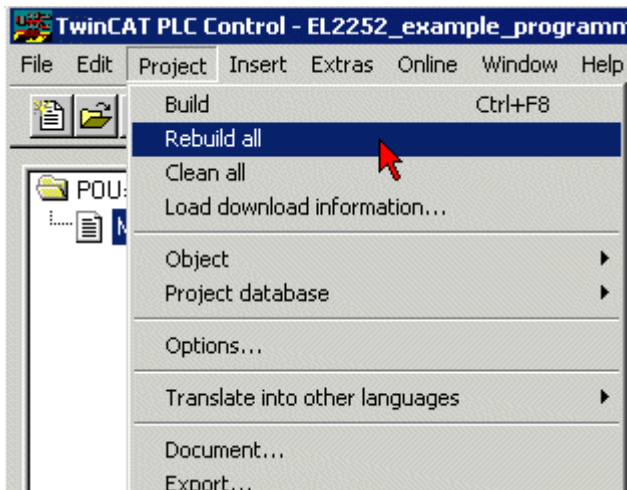 TwinCAT PLC Control - EL2252_example_programm
File Edit Project Insert Extras Online Window Help
Build Ctrl+F8
Rebuild all
Clean all
POUs
Load download information...
Object
Project database
Options...
Translate into other languages
Document...
Export...